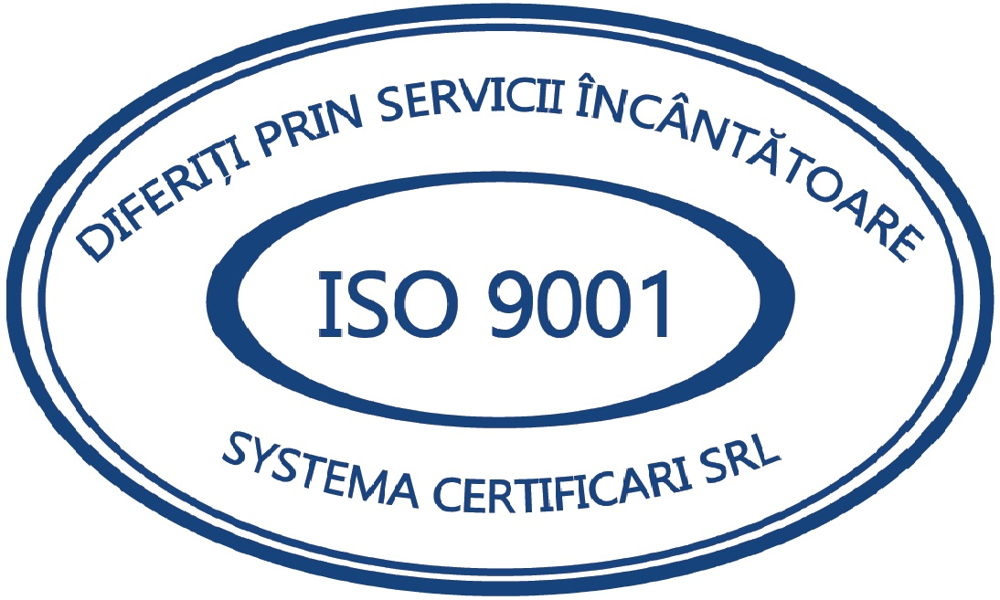 DIFERIȚI PRIN SERVICII ÎNCÂNTĂTOARE
ISO 9001
SYSTEMA CERTIFICARI SRL